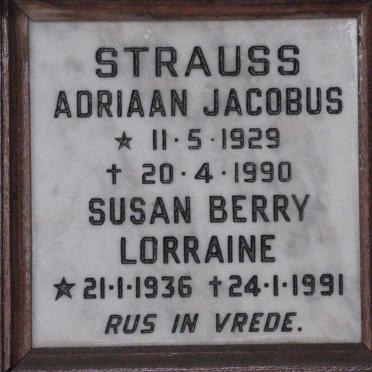 STRAUSS
ADRIAAN JACOBUS
★ 11·5·1929
† 20·4·1990
SUSAN BERRY
LORRAINE
★ 21·1·1936 † 24·1·1991
RUS IN VREDE.